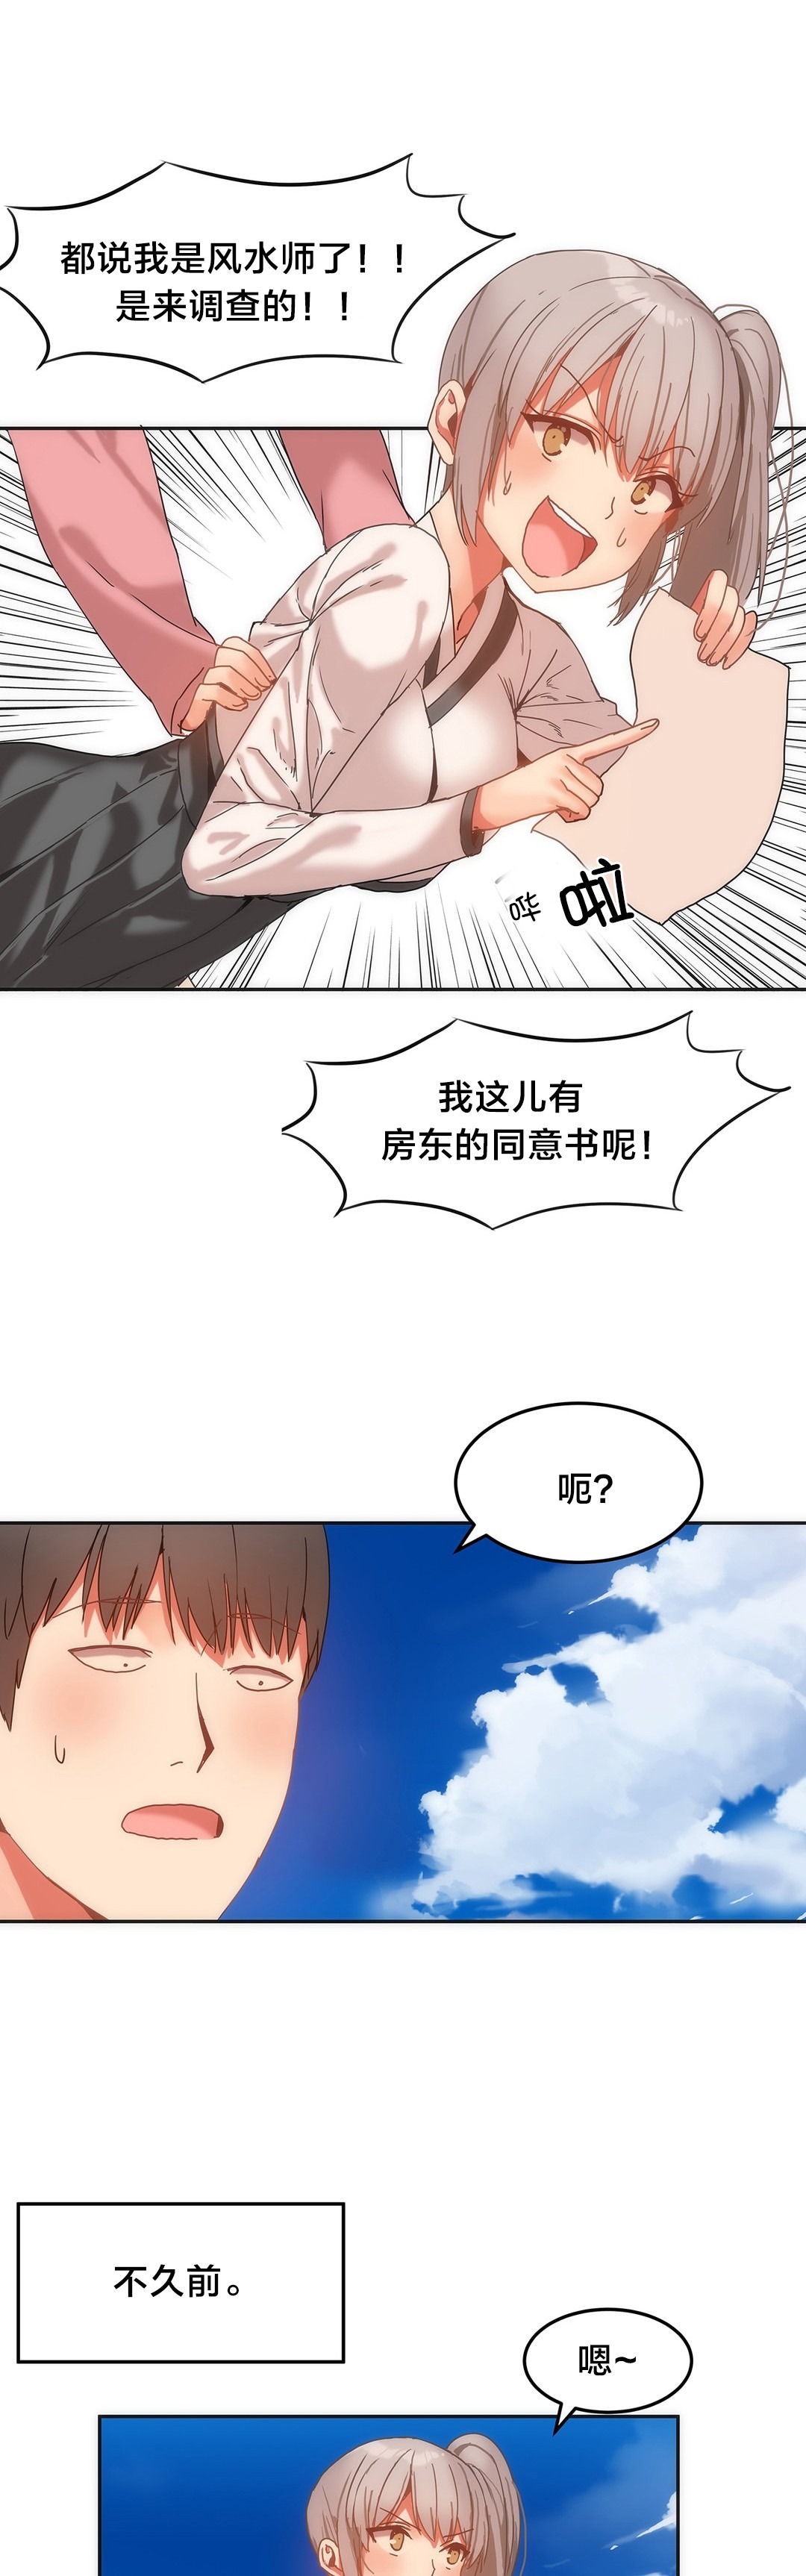 都说我是风水师了！！
是来调查的！！
哗 啦
我这儿有
房东的同意书呢！
呃？
不久前。
嗯~